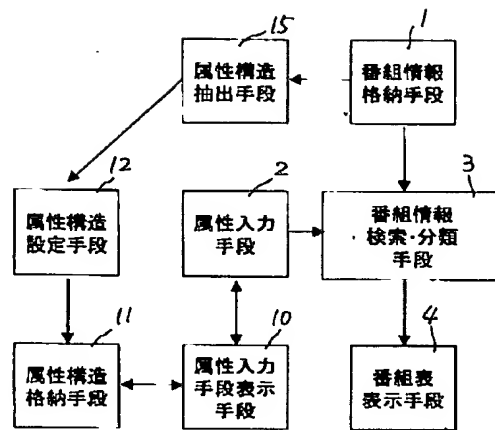 15
属性構造
抽出手段
1
番組情報
格納手段
12
属性構造
設定手段
2
属性入力
手段
3
番組情報
検索・分類
手段
11
属性構造
格納手段
10
属性入力
手段表示
手段
4
番組表
表示手段